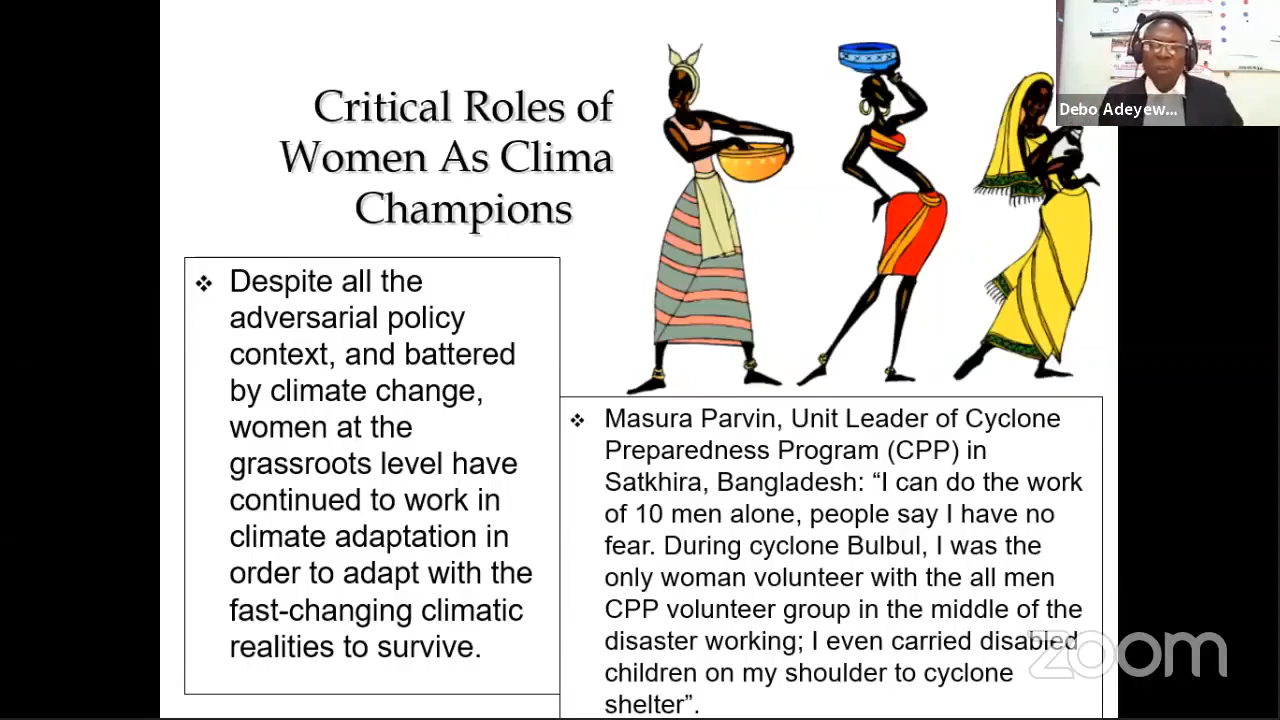 Critical Roles of
Women As Clima
Champions
Debo Adeyew...
❖ Despite all the
adversarial policy
context, and battered
by climate change,
women at the
grassroots level have
continued to work in
climate adaptation in
order to adapt with the
fast-changing climatic
realities to survive.
❖ Masura Parvin, Unit Leader of Cyclone
Preparedness Program (CPP) in
Satkhira, Bangladesh: “I can do the work
of 10 men alone, people say I have no
fear. During cyclone Bulbul, I was the
only woman volunteer with the all men
CPP volunteer group in the middle of the
disaster working; I even carried disabled
children on my shoulder to cyclone
shelter”.
zoom